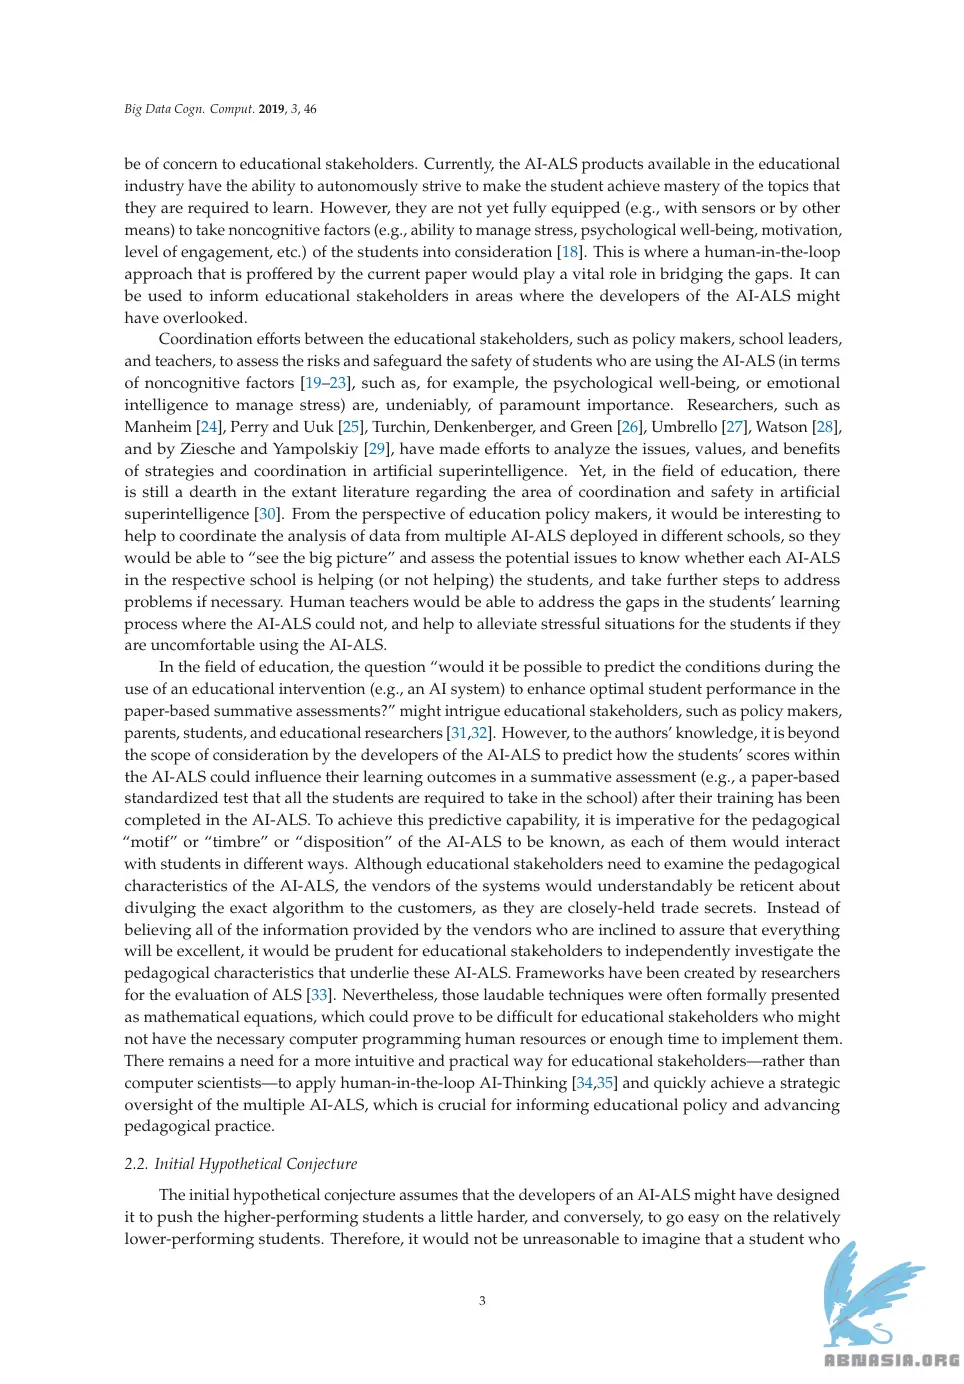 Big Data Cogn. Comput. 2019, 3, 46
be of concern to educational stakeholders. Currently, the AI-ALS products available in the educational
industry have the ability to autonomously strive to make the student achieve mastery of the topics that
they are required to learn. However, they are not yet fully equipped (e.g., with sensors or by other
means) to take noncognitive factors (e.g., ability to manage stress, psychological well-being, motivation,
level of engagement, etc.) of the students into consideration [18]. This is where a human-in-the-loop
approach that is proffered by the current paper would play a vital role in bridging the gaps. It can
be used to inform educational stakeholders in areas where the developers of the AI-ALS might
have overlooked.
Coordination efforts between the educational stakeholders, such as policy makers, school leaders,
and teachers, to assess the risks and safeguard the safety of students who are using the AI-ALS (in terms
of noncognitive factors [19–23], such as, for example, the psychological well-being, or emotional
intelligence to manage stress) are, undeniably, of paramount importance. Researchers, such as
Manheim [24], Perry and Uuk [25], Turchin, Denkenberger, and Green [26], Umbrello [27], Watson [28],
and by Ziesche and Yampolskiy [29], have made efforts to analyze the issues, values, and benefits
of strategies and coordination in artificial superintelligence. Yet, in the field of education, there
is still a dearth in the extant literature regarding the area of coordination and safety in artificial
superintelligence [30]. From the perspective of education policy makers, it would be interesting to
help to coordinate the analysis of data from multiple AI-ALS deployed in different schools, so they
would be able to “see the big picture” and assess the potential issues to know whether each AI-ALS
in the respective school is helping (or not helping) the students, and take further steps to address
problems if necessary. Human teachers would be able to address the gaps in the students’ learning
process where the AI-ALS could not, and help to alleviate stressful situations for the students if they
are uncomfortable using the AI-ALS.
In the field of education, the question “would it be possible to predict the conditions during the
use of an educational intervention (e.g., an AI system) to enhance optimal student performance in the
paper-based summative assessments?” might intrigue educational stakeholders, such as policy makers,
parents, students, and educational researchers [31,32]. However, to the authors’ knowledge, it is beyond
the scope of consideration by the developers of the AI-ALS to predict how the students’ scores within
the AI-ALS could influence their learning outcomes in a summative assessment (e.g., a paper-based
standardized test that all the students are required to take in the school) after their training has been
completed in the AI-ALS. To achieve this predictive capability, it is imperative for the pedagogical
“motif” or “timbre” or “disposition” of the AI-ALS to be known, as each of them would interact
with students in different ways. Although educational stakeholders need to examine the pedagogical
characteristics of the AI-ALS, the vendors of the systems would understandably be reticent about
divulging the exact algorithm to the customers, as they are closely-held trade secrets. Instead of
believing all of the information provided by the vendors who are inclined to assure that everything
will be excellent, it would be prudent for educational stakeholders to independently investigate the
pedagogical characteristics that underlie these AI-ALS. Frameworks have been created by researchers
for the evaluation of ALS [33]. Nevertheless, those laudable techniques were often formally presented
as mathematical equations, which could prove to be difficult for educational stakeholders who might
not have the necessary computer programming human resources or enough time to implement them.
There remains a need for a more intuitive and practical way for educational stakeholders—rather than
computer scientists—to apply human-in-the-loop AI-Thinking [34,35] and quickly achieve a strategic
oversight of the multiple AI-ALS, which is crucial for informing educational policy and advancing
pedagogical practice.
2.2. Initial Hypothetical Conjecture
The initial hypothetical conjecture assumes that the developers of an AI-ALS might have designed
it to push the higher-performing students a little harder, and conversely, to go easy on the relatively
lower-performing students. Therefore, it would not be unreasonable to imagine that a student who
3
ABNASIA.ORG